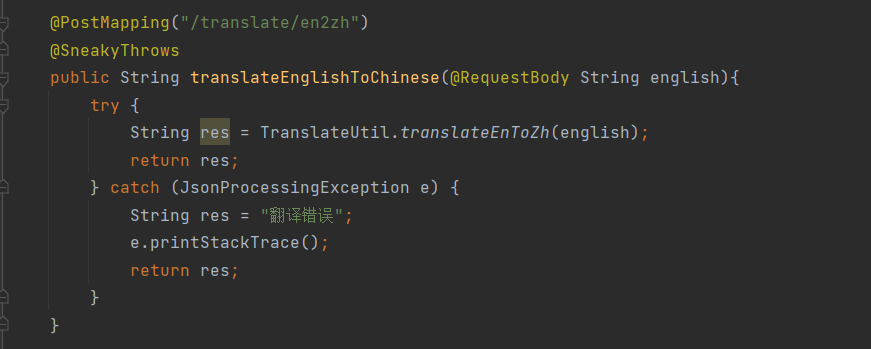 @PostMapping("/translate/en2zh")
@SneakyThrows
public String translateEnglishToChinese(@RequestBody String english){
try {
String res = TranslateUtil.translateEnToZh(english);
return res;
} catch (JsonProcessingException e) {
String res = "翻译错误";
e.printStackTrace();
return res;
}
}